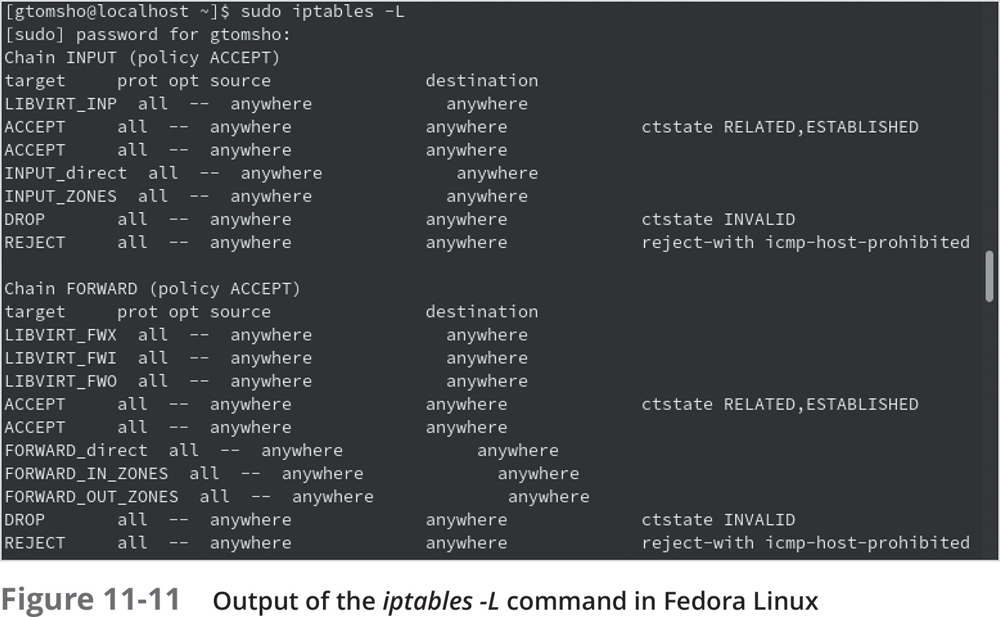 [gtomsho@localhost ~]$ sudo iptables -L
[sudo] password for gtomsho:
Chain INPUT (policy ACCEPT)
target     prot opt source               destination
LIBVIRT_INP  all  --  anywhere             anywhere
ACCEPT     all  --  anywhere             anywhere             ctstate RELATED,ESTABLISHED
ACCEPT     all  --  anywhere             anywhere
INPUT_direct  all  --  anywhere             anywhere
INPUT_ZONES  all  --  anywhere             anywhere
DROP       all  --  anywhere             anywhere             ctstate INVALID
REJECT     all  --  anywhere             anywhere             reject-with icmp-host-prohibited

Chain FORWARD (policy ACCEPT)
target     prot opt source               destination
LIBVIRT_FWX  all  --  anywhere             anywhere
LIBVIRT_FWI  all  --  anywhere             anywhere
LIBVIRT_FWO  all  --  anywhere             anywhere
ACCEPT     all  --  anywhere             anywhere             ctstate RELATED,ESTABLISHED
ACCEPT     all  --  anywhere             anywhere
FORWARD_direct  all  --  anywhere             anywhere
FORWARD_IN_ZONES  all  --  anywhere             anywhere
FORWARD_OUT_ZONES  all  --  anywhere             anywhere
DROP       all  --  anywhere             anywhere             ctstate INVALID
REJECT     all  --  anywhere             anywhere             reject-with icmp-host-prohibited
Figure 11-11 Output of the iptables -L command in Fedora Linux